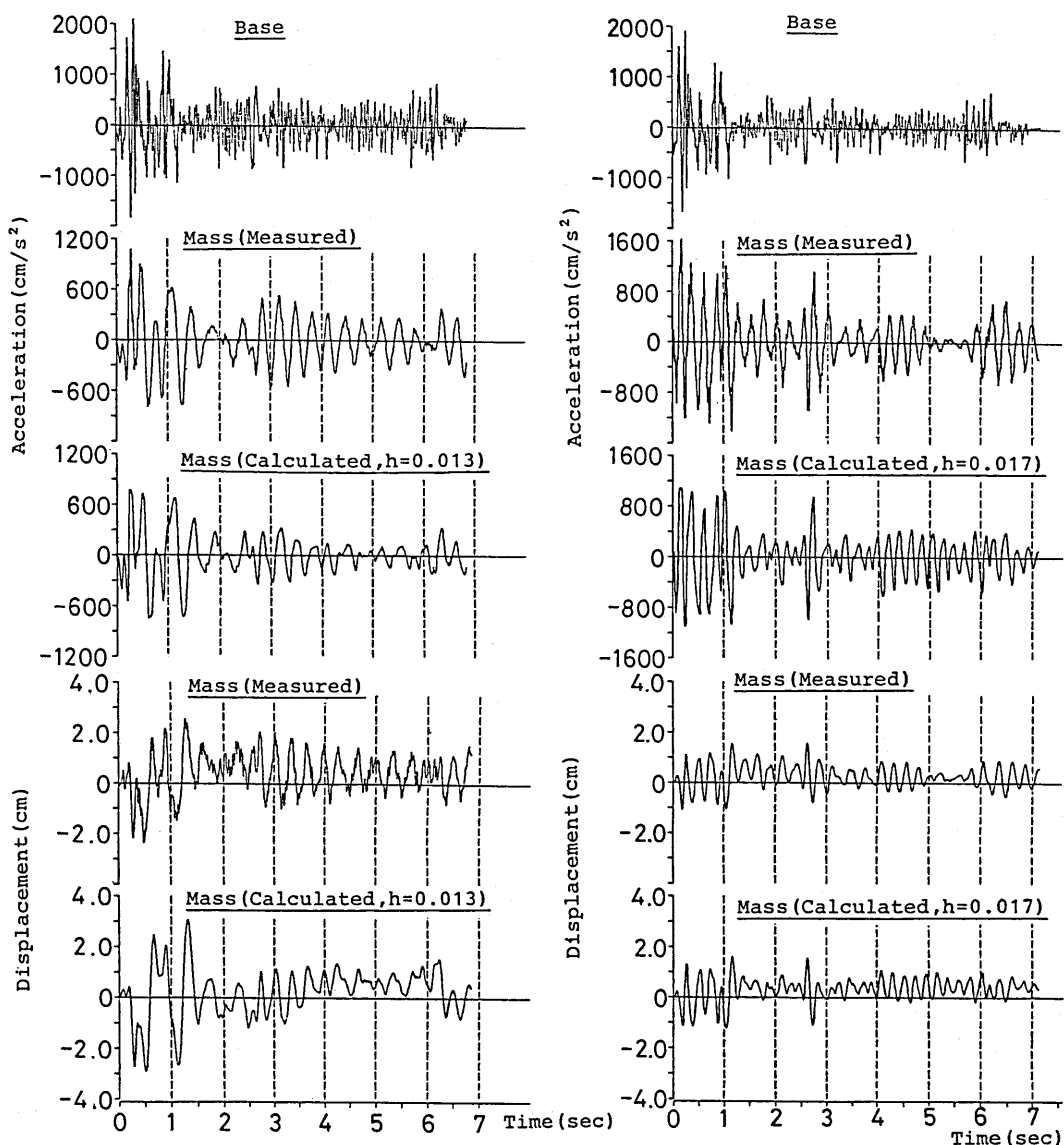 Base
2000
1000
0
-1000
Mass(Measured)
1200
600
0
-600
Mass(Calculated,h=0.013)
1200
600
0
-600
-1200
Acceleration(cm/s²)
Mass(Measured)
4.0
2.0
0
-2.0
Mass(Calculated,h=0.013)
4.0
2.0
0
-2.0
-4.0
Displacement(cm)
0 1 2 3 4 5 6 7 Time(sec)
Base
2000
1000
0
-1000
Mass(Measured)
1600
800
0
-800
Mass(Calculated,h=0.017)
1600
800
0
-800
-1600
Acceleration(cm/s²)
Mass(Measured)
4.0
2.0
0
-2.0
Mass(Calculated,h=0.017)
4.0
2.0
0
-2.0
-4.0
Displacement(cm)
0 1 2 3 4 5 6 7
Time(sec)